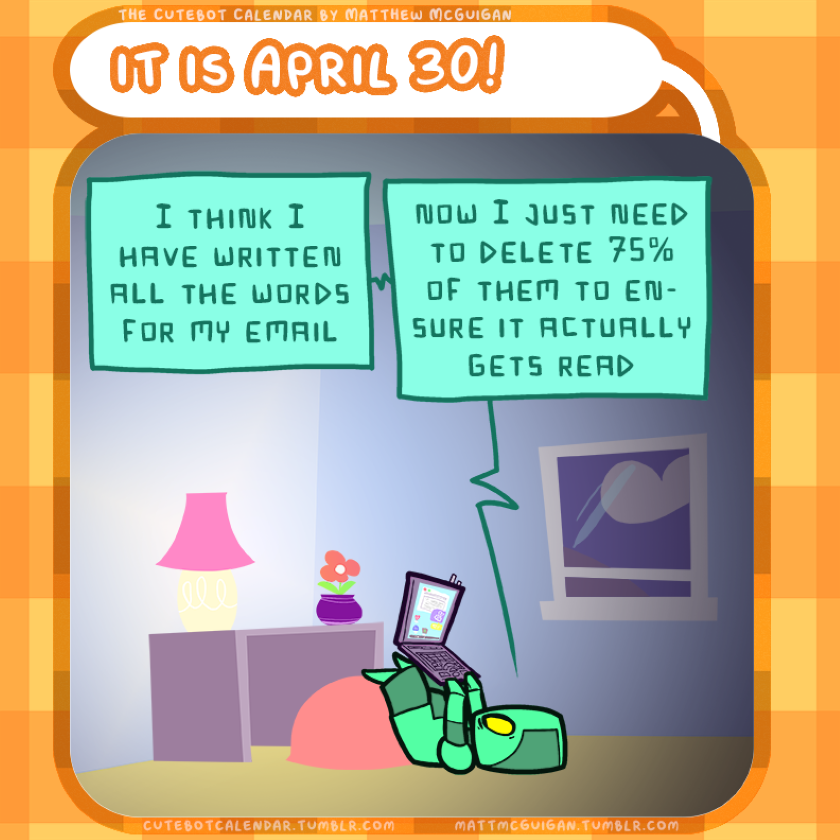 THE CUTEBOT CALENDAR BY MATTHEW MCGUIGAN
IT IS APRIL 30!
I THINK I
HAVE WRITTEN
ALL THE WORDS
FOR MY EMAIL
NOW I JUST NEED
TO DELETE 75%
OF THEM TO EN-
SURE IT ACTUALLY
GETS READ
CUTEBOTCALENDAR.TUMBLR.COM
MATTMCGUIGAN.TUMBLR.COM